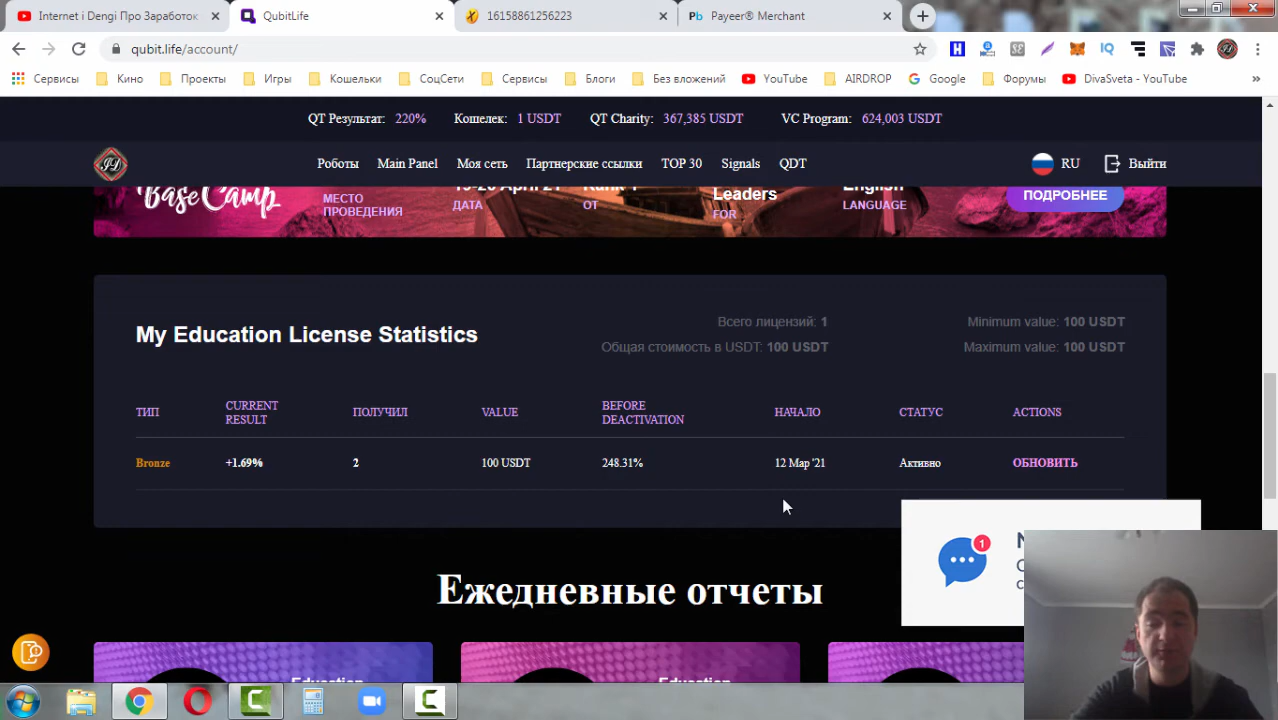 Internet i Dengi Про Заработок
QubitLife
16158861256223
Payeer® Merchant
qubit.life/account/
Сервисы
Кино
Проекты
Игры
Кошельки
СоцСети
Сервисы
Блоги
Без вложений
YouTube
AIRDROP
Google
Форумы
DivaSveta - YouTube
QT Результат: 220%
Кошелек: 1 USDT
QT Charity: 367,385 USDT
VC Program: 624,003 USDT
Роботы
Main Panel
Моя сеть
Партнерские ссылки
TOP 30
Signals
QDT
RU
Выйти
Base Camp
МЕСТО
ПРОВЕДЕНИЯ
ДАТА
ОТ
Leaders
FOR
English
LANGUAGE
ПОДРОБНЕЕ
My Education License Statistics
Всего лицензий: 1
Общая стоимость в USDT: 100 USDT
Minimum value: 100 USDT
Maximum value: 100 USDT
ТИП
CURRENT
RESULT
ПОЛУЧИЛ
VALUE
BEFORE
DEACTIVATION
НАЧАЛО
СТАТУС
ACTIONS
Bronze
+1.69%
2
100 USDT
248.31%
12 Мар '21
Активно
ОБНОВИТЬ
1
Ежедневные отчеты
Education
Education